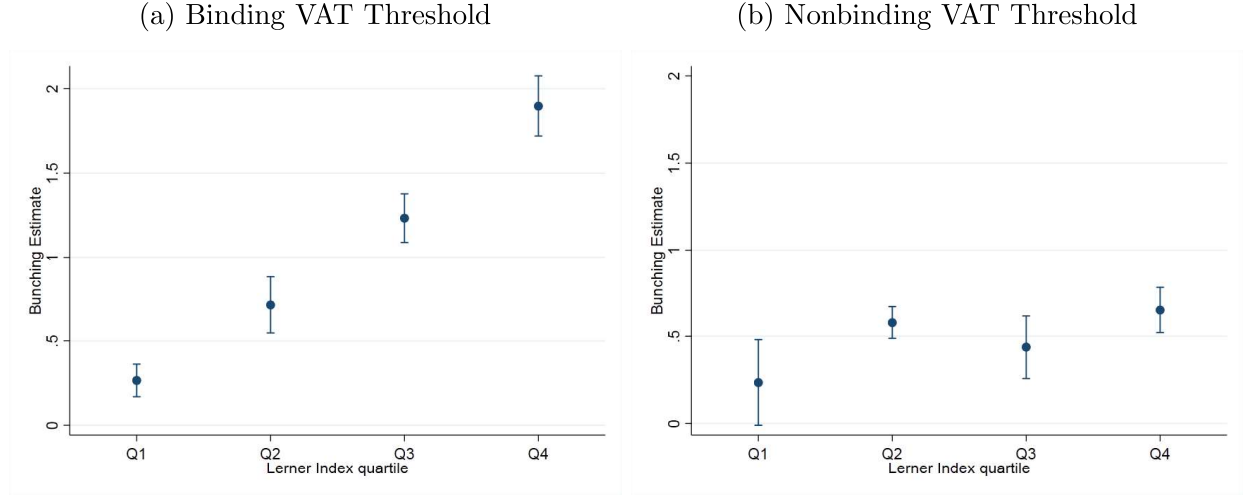 (a) Binding VAT Threshold
Bunching Estimate
2
1.5
1
.5
0
Q1 Q2 Q3 Q4
Lerner Index quartile
(b) Nonbinding VAT Threshold
Bunching Estimate
2
1.5
1
.5
0
Q1 Q2 Q3 Q4
Lerner Index quartile